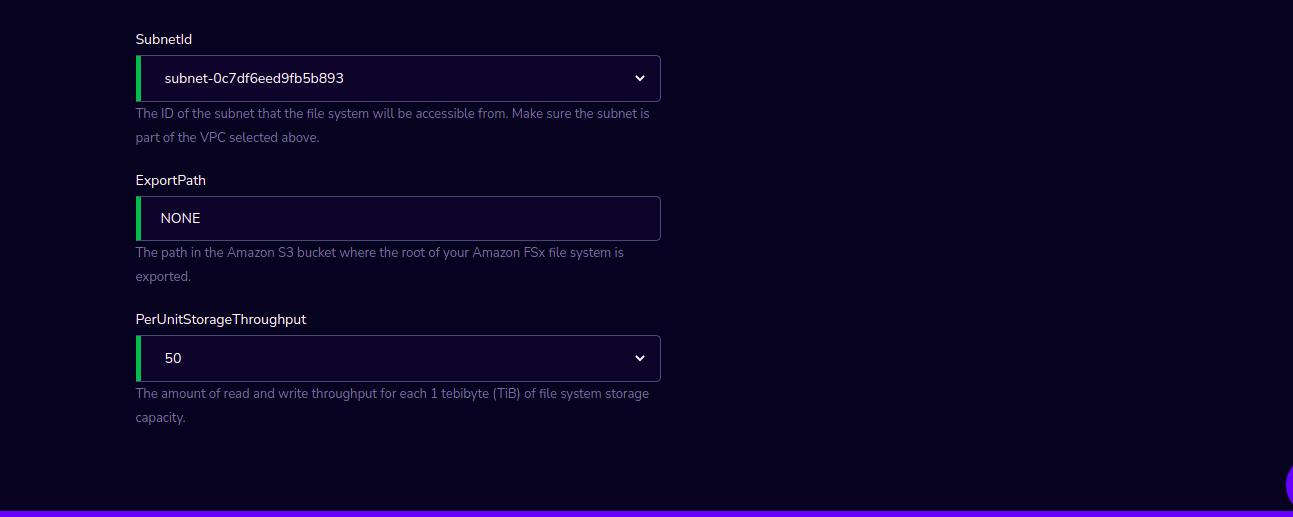 SubnetId
subnet-0c7df6eed9fb5b893
The ID of the subnet that the file system will be accessible from. Make sure the subnet is
part of the VPC selected above.
ExportPath
NONE
The path in the Amazon S3 bucket where the root of your Amazon FSx file system is
exported.
PerUnitStorageThroughput
50
The amount of read and write throughput for each 1 tebibyte (TiB) of file system storage
capacity.